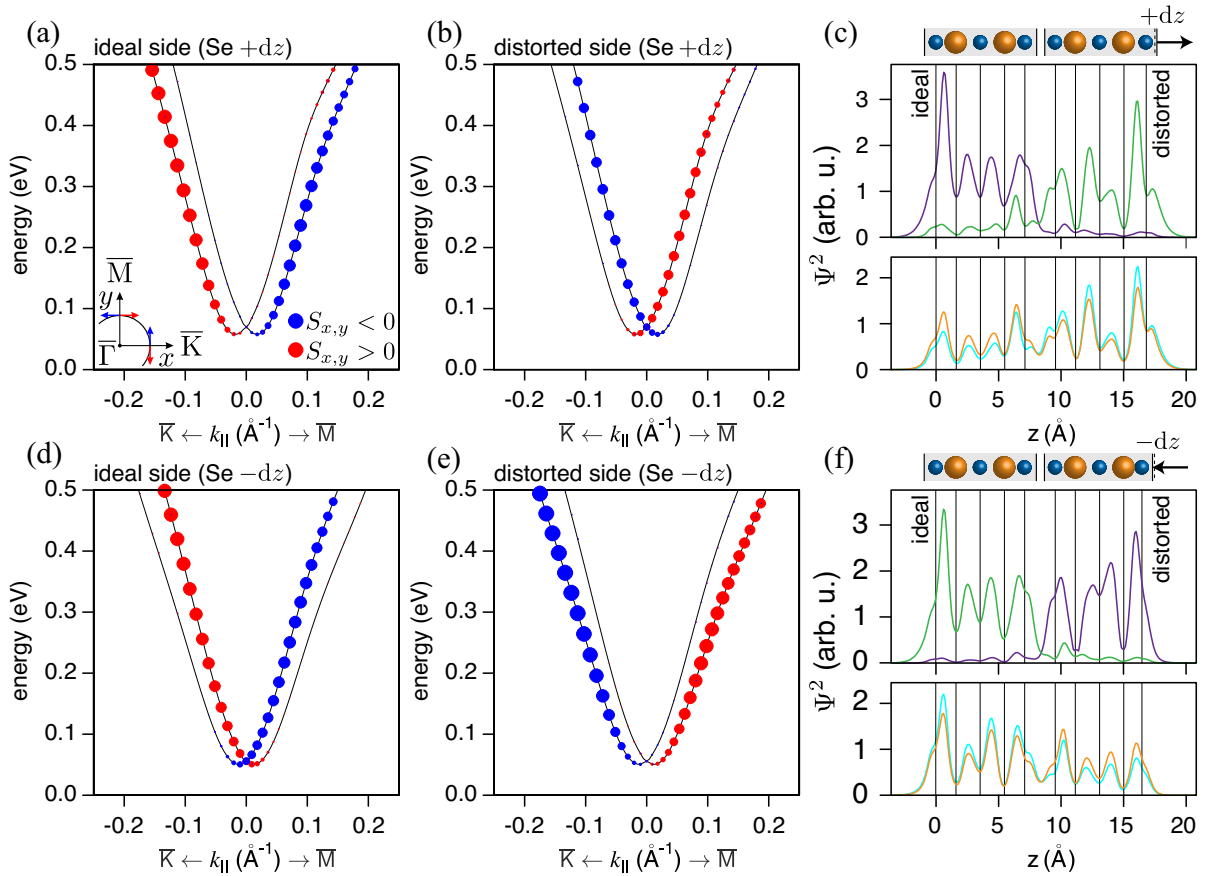 (a)
ideal side (Se +dz)
energy (eV)
0.5
0.4
0.3
0.2
0.1
0.0
M
y
Γ
x
K
S_{x,y} < 0
S_{x,y} > 0
-0.2 -0.1 0.0 0.1 0.2
K ← k_{||} (Å⁻¹) → M
(b)
distorted side (Se +dz)
energy (eV)
0.5
0.4
0.3
0.2
0.1
0.0
-0.2 -0.1 0.0 0.1 0.2
K ← k_{||} (Å⁻¹) → M
(c)
+dz
ideal
distorted
Ψ² (arb. u.)
3
2
1
0
2
1
0
0 5 10 15 20
z (Å)
(d)
ideal side (Se −dz)
energy (eV)
0.5
0.4
0.3
0.2
0.1
0.0
-0.2 -0.1 0.0 0.1 0.2
K ← k_{||} (Å⁻¹) → M
(e)
distorted side (Se −dz)
energy (eV)
0.5
0.4
0.3
0.2
0.1
0.0
-0.2 -0.1 0.0 0.1 0.2
K ← k_{||} (Å⁻¹) → M
(f)
−dz
ideal
distorted
Ψ² (arb. u.)
3
2
1
0
2
1
0
0 5 10 15 20
z (Å)